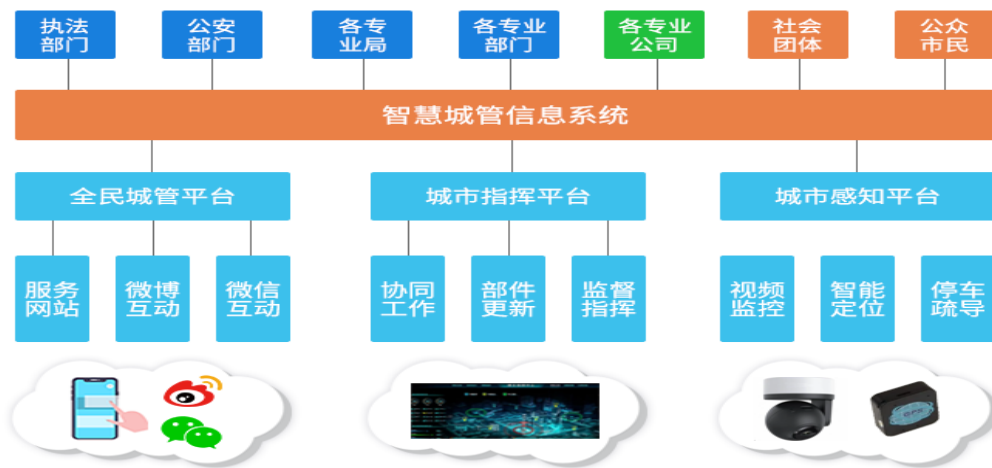 执法
部门
公安
部门
各专
业局
各专业
部门
各专业
公司
社会
团体
公众
市民
智慧城管信息系统
全民城管平台
城市指挥平台
城市感知平台
服务
网站
微博
互动
微信
互动
协同
工作
部件
更新
监督
指挥
视频
监控
智能
定位
停车
疏导